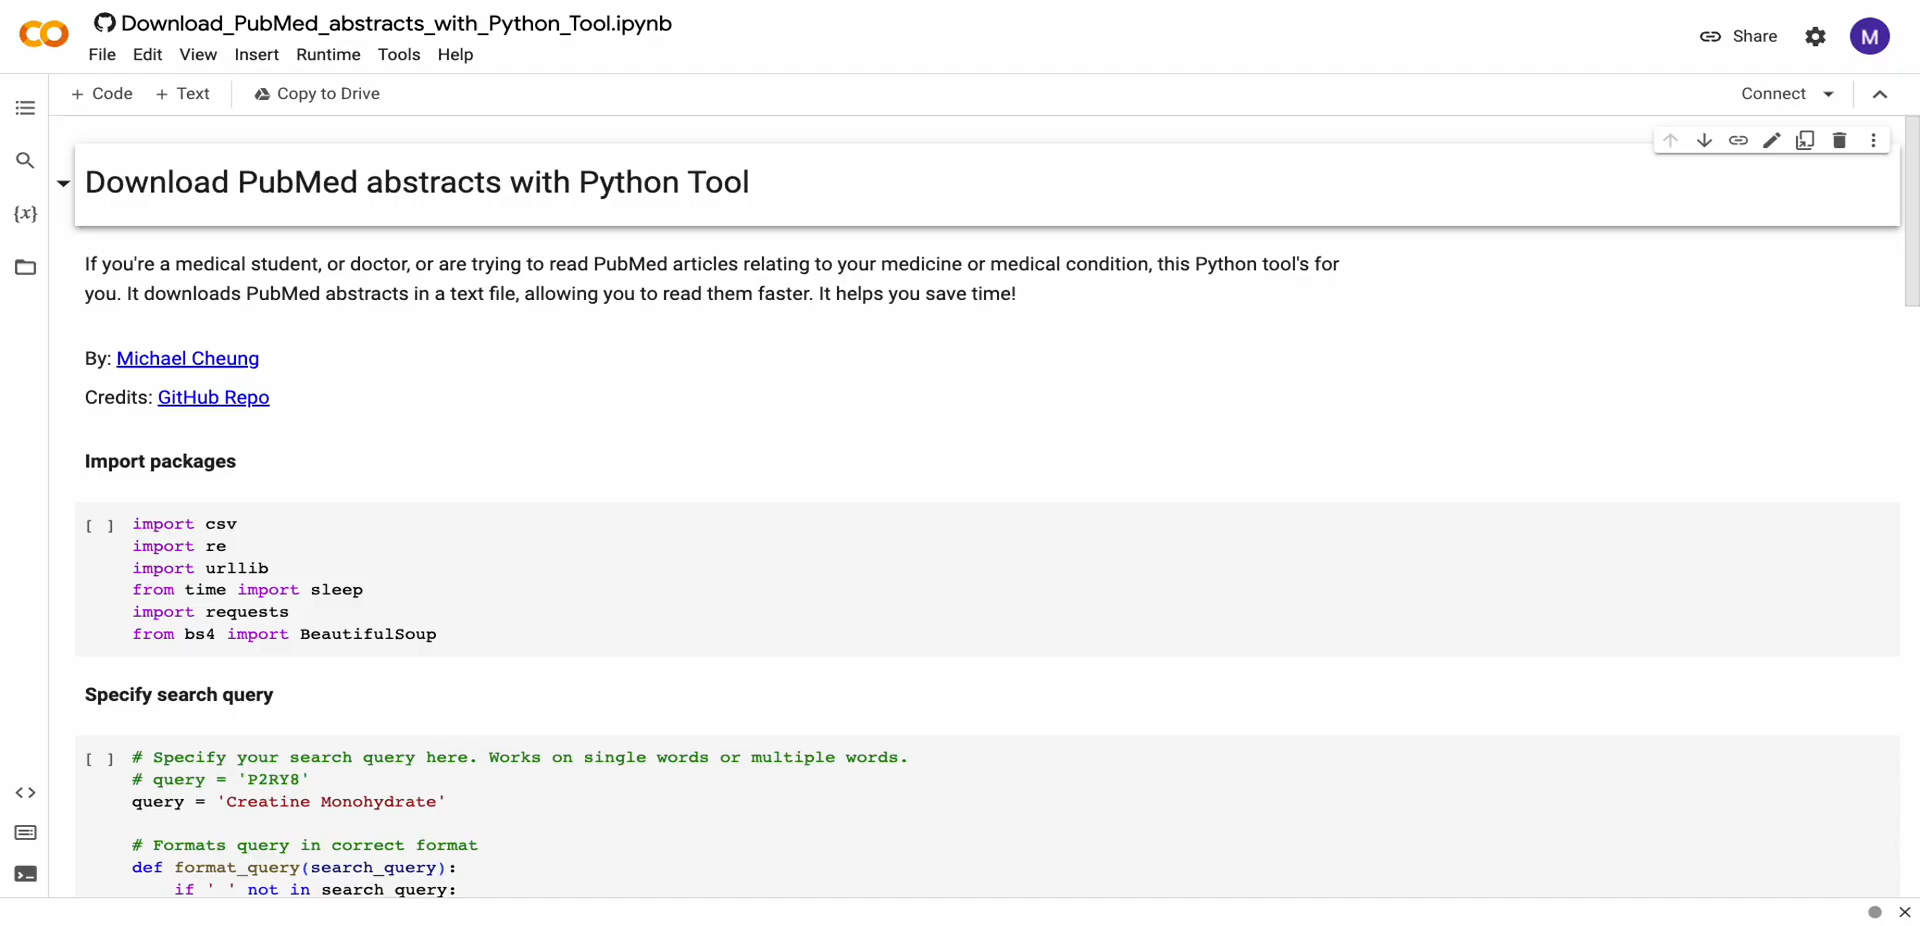 Download_PubMed_abstracts_with_Python_Tool.ipynb
File Edit View Insert Runtime Tools Help
Share
M
+ Code + Text Copy to Drive
Connect
Download PubMed abstracts with Python Tool
{x}
If you're a medical student, or doctor, or are trying to read PubMed articles relating to your medicine or medical condition, this Python tool's for
you. It downloads PubMed abstracts in a text file, allowing you to read them faster. It helps you save time!
By: Michael Cheung
Credits: GitHub Repo
Import packages
[ ] import csv
import re
import urllib
from time import sleep
import requests
from bs4 import BeautifulSoup
Specify search query
[ ] # Specify your search query here. Works on single words or multiple words.
# query = 'P2RY8'
query = 'Creatine Monohydrate'
# Formats query in correct format
def format_query(search_query):
if ' ' not in search_query: